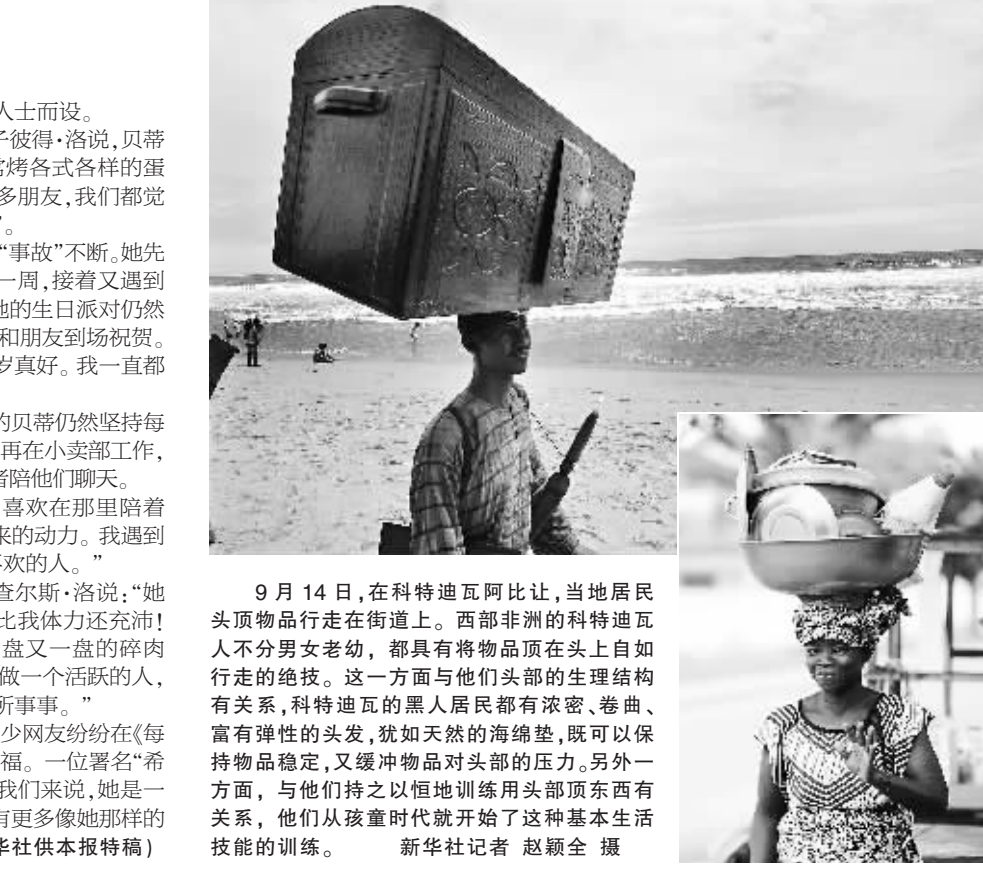 人士而设。
子彼得·洛说,贝蒂
常烤各式各样的蛋
多朋友,我们都觉
”。
“事故”不断。她先
一周,接着又遇到
她的生日派对仍然
和朋友到场祝贺。
岁真好。我一直都
的贝蒂仍然坚持每
再在小卖部工作,
者陪他们聊天。
喜欢在那里陪着
来的动力。我遇到
喜欢的人。”
查尔斯·洛说:“她
比我体力还充沛!
盘又一盘的碎肉
做一个活跃的人,
所事事。”
少网友纷纷在《每
福。一位署名“希
我们来说,她是一
有更多像她那样的
华社供本报特稿)
9月14日,在科特迪瓦阿比让,当地居民
头顶物品行走在街道上。西部非洲的科特迪瓦
人不分男女老幼,都具有将物品顶在头上自如
行走的绝技。这一方面与他们头部的生理结构
有关系,科特迪瓦的黑人居民都有浓密、卷曲、
富有弹性的头发,犹如天然的海绵垫,既可以保
持物品稳定,又缓冲物品对头部的压力。另外一
方面,与他们持之以恒地训练用头部顶东西有
关系,他们从孩童时代就开始了这种基本生活
技能的训练。 新华社记者 赵颖全 摄